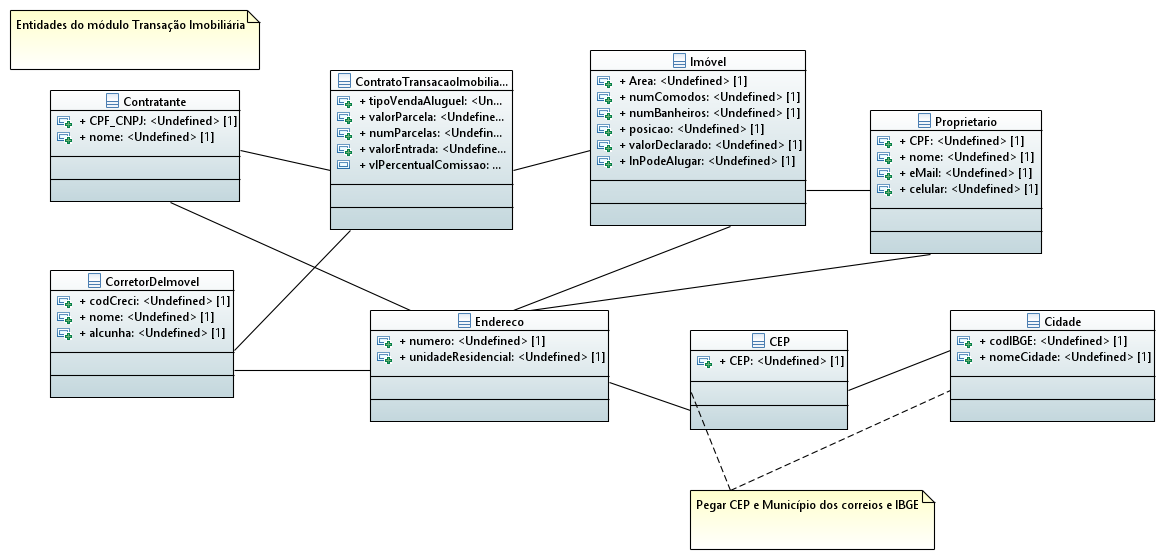 Entidades do módulo Transação Imobiliária
Contratante
+ CPF_CNPJ: <Undefined> [1]
+ nome: <Undefined> [1]
ContratoTransacaoImobilia...
+ tipoVendaAluguel: <Un...
+ valorParcela: <Undefine...
+ numParcelas: <Undefin...
+ valorEntrada: <Undefine...
+ vlPercentualComissao: ...
Imóvel
+ Area: <Undefined> [1]
+ numComodos: <Undefined> [1]
+ numBanheiros: <Undefined> [1]
+ posicao: <Undefined> [1]
+ valorDeclarado: <Undefined> [1]
+ InPodeAlugar: <Undefined> [1]
Proprietario
+ CPF: <Undefined> [1]
+ nome: <Undefined> [1]
+ eMail: <Undefined> [1]
+ celular: <Undefined> [1]
CorretorDeImovel
+ codCreci: <Undefined> [1]
+ nome: <Undefined> [1]
+ alcunha: <Undefined> [1]
Endereco
+ numero: <Undefined> [1]
+ unidadeResidencial: <Undefined> [1]
CEP
+ CEP: <Undefined> [1]
Cidade
+ codIBGE: <Undefined> [1]
+ nomeCidade: <Undefined> [1]
Pegar CEP e Município dos correios e IBGE